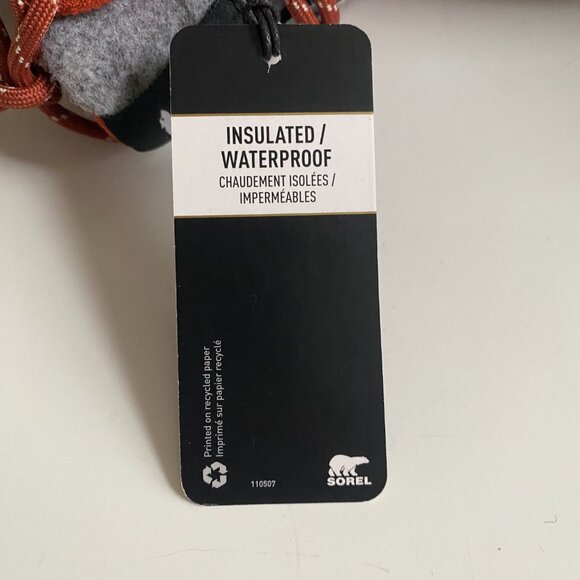 INSULATED /
WATERPROOF
CHAUDEMENT ISOLÉES /
IMPERMÉABLES
Printed on recycled paper
Imprimé sur papier recyclé
110507
SOREL